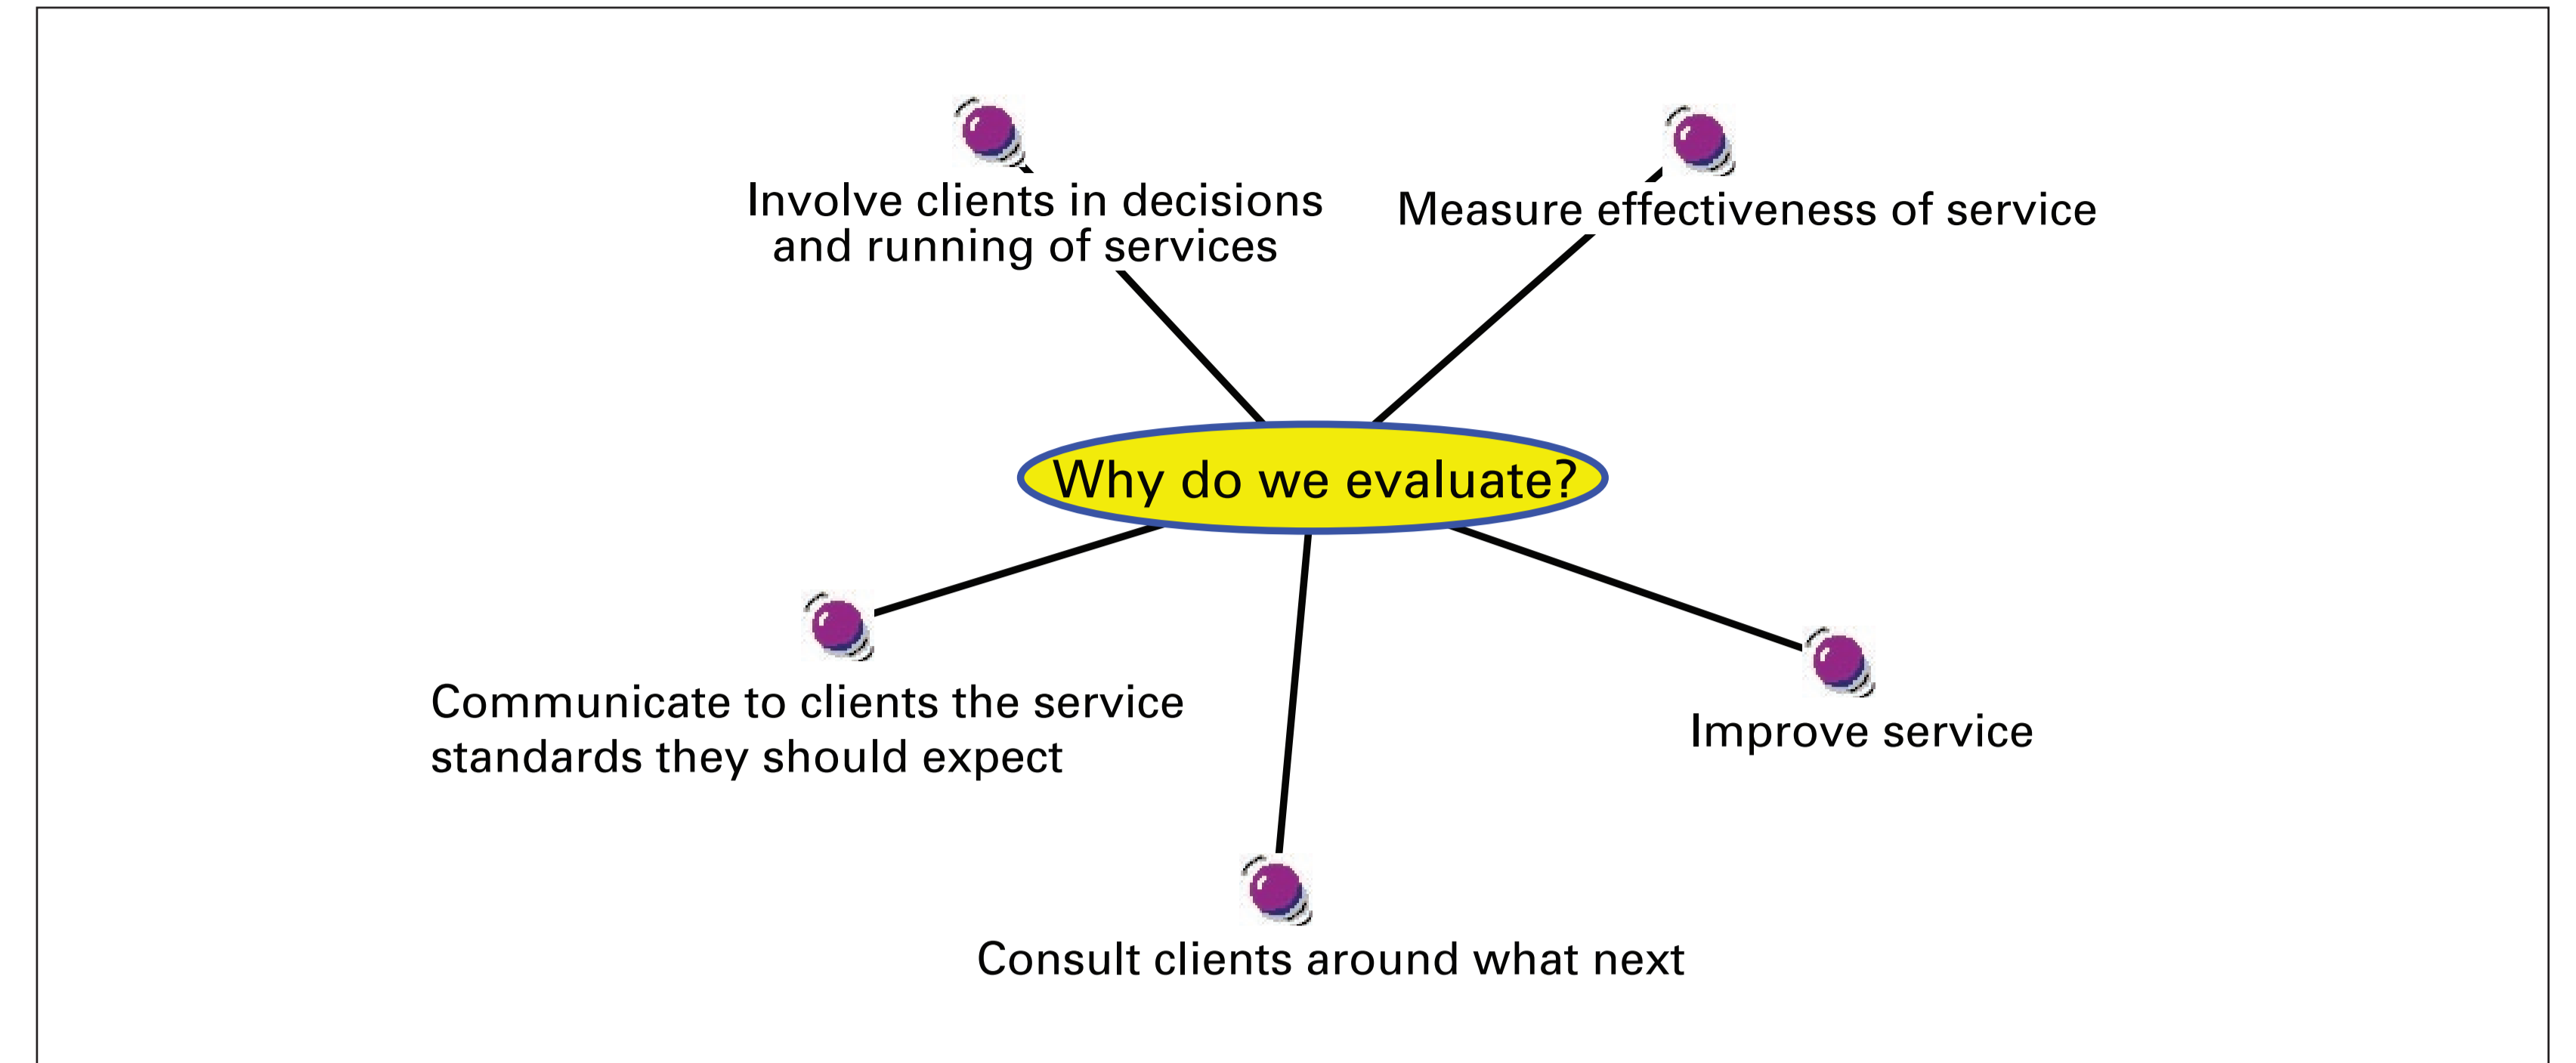 Involve clients in decisions
and running of services
Measure effectiveness of service
Why do we evaluate?
Communicate to clients the service
standards they should expect
Improve service
Consult clients around what next